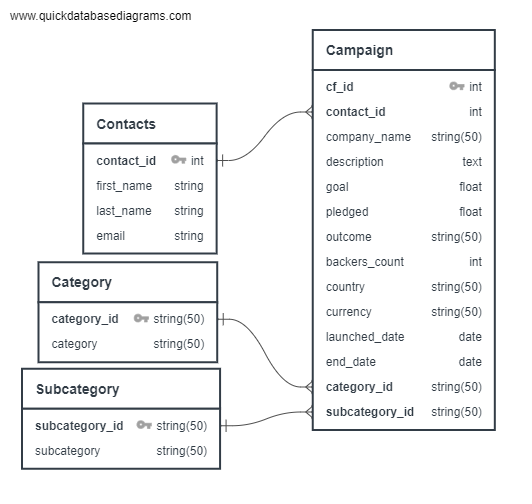 www.quickdatabasediagrams.com
Campaign
cf_id int
contact_id int
company_name string(50)
description text
goal float
pledged float
outcome string(50)
backers_count int
country string(50)
currency string(50)
launched_date date
end_date date
category_id string(50)
subcategory_id string(50)
Contacts
contact_id int
first_name string
last_name string
email string
Category
category_id string(50)
category string(50)
Subcategory
subcategory_id string(50)
subcategory string(50)